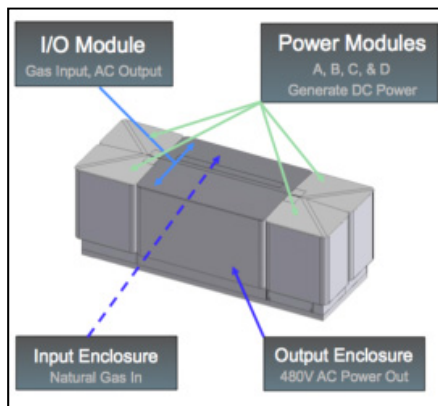 I/O Module
Gas Input, AC Output
Power Modules
A, B, C, & D
Generate DC Power
Input Enclosure
Natural Gas In
Output Enclosure
480V AC Power Out